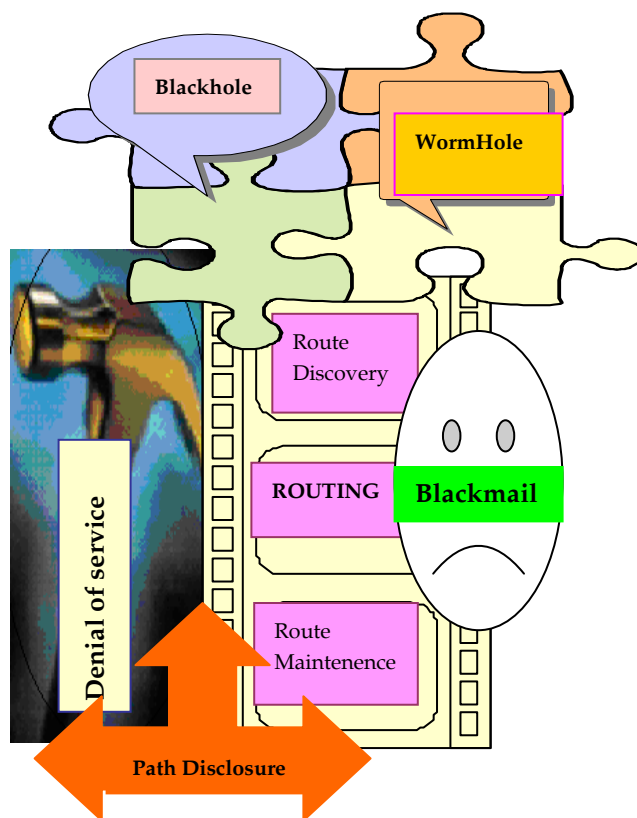 Blackhole
WormHole
Route
Discovery
ROUTING
Blackmail
Denial of service
Route
Maintenence
Path Disclosure